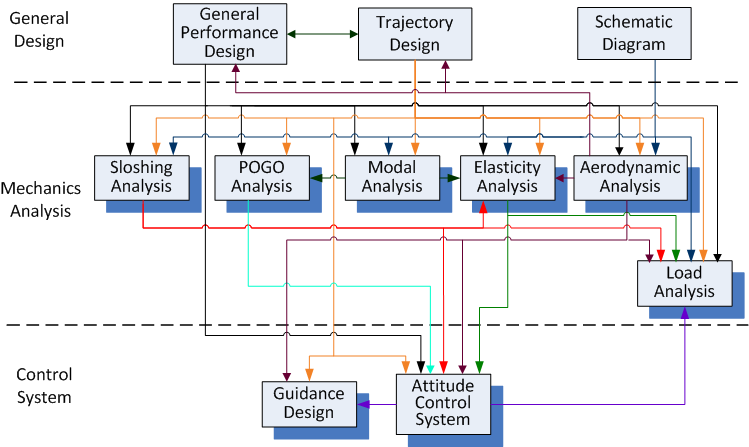 General
Design
General
Performance
Design
Trajectory
Design
Schematic
Diagram
Mechanics
Analysis
Sloshing
Analysis
POGO
Analysis
Modal
Analysis
Elasticity
Analysis
Aerodynamic
Analysis
Load
Analysis
Control
System
Guidance
Design
Attitude
Control
System